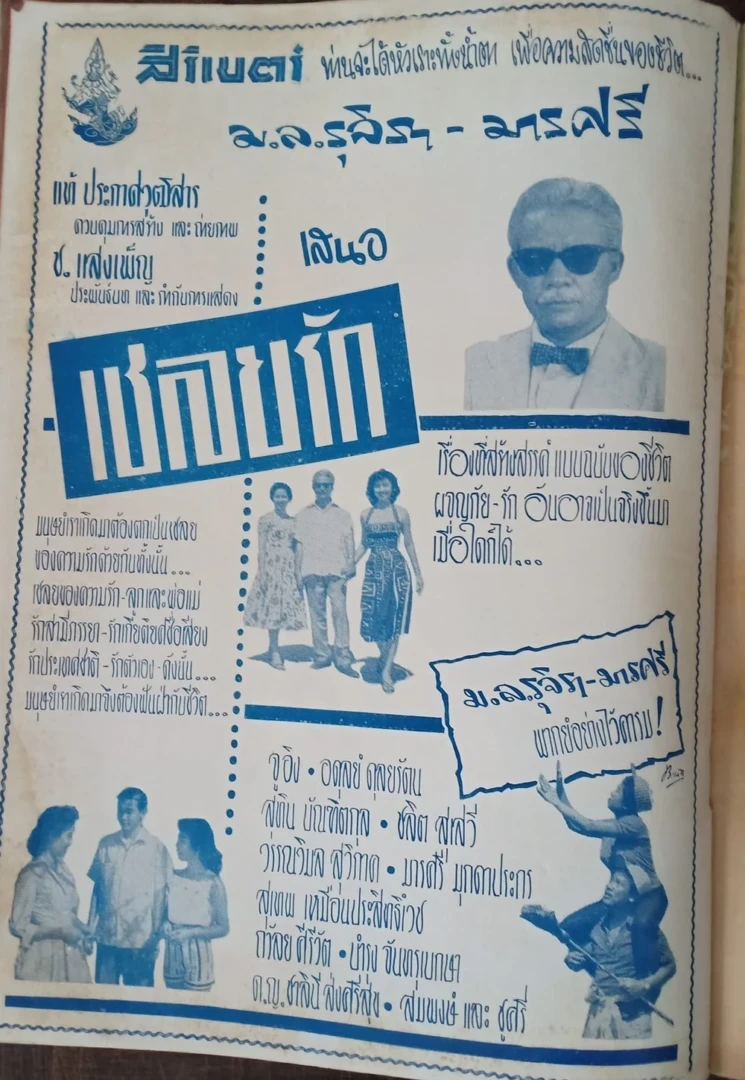 สิริเบตร์ ท่านจะได้หัวเราะทั้งน้ำตา เพื่อความสดชื่นของชีวิต...
ม.ล.รุจิรา - มารศรี
แท้ ประกาศวุฒิสาร
ควบคุมการสร้าง และ ถ่ายภาพ
ช. แสงเพ็ญ
ประพันธ์บท และ กำกับการแสดง
เสนอ
เชลยรัก
เรื่องที่สร้างสรรค์ แบบฉบับของชีวิต
ผจญภัย-รัก อันอาจเป็นจริงขึ้นมา
เมื่อใดก็ได้...
มนุษย์เราเกิดมาต้องตกเป็นเชลย
ของความรักด้วยกันทั้งนั้น...
เชลยของความรัก-ลูกและพ่อแม่
รักสามีภรรยา-รักเกียรติยศชื่อเสียง
รักประเทศชาติ-รักตัวเอง-ดังนั้น...
มนุษย์เราเกิดมาจึงต้องฟันฝ่ากับชีวิต...
ม.ล.รุจิรา-มารศรี
พากย์อย่างไว้ความ!
จูอิง • อดุลย์ ดุลยรัตน
สุทิน บัณฑิตกุล • ชลิต สุเสวี
วรรณวิมล • มารศรี มุกดาประกร
สุเทพ เหมือนประสิทธิเวช
ศิริวัต • บำรุง จันทรเบกษา
ด.ญ.ชาลินี ส่งศรีสุข • สมพงษ์ และ ชูศรี